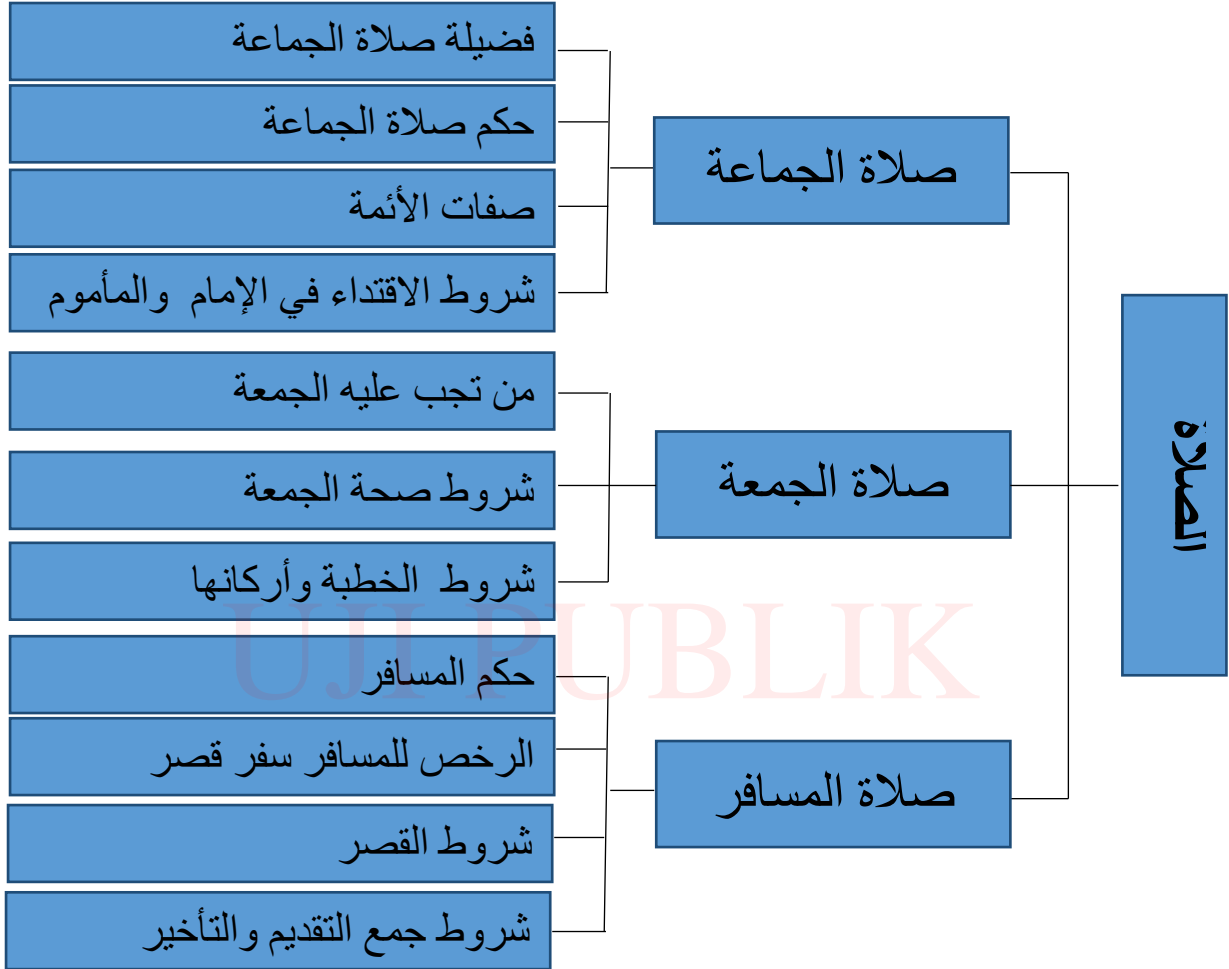 الصلاة
صلاة الجماعة
فضيلة صلاة الجماعة
حكم صلاة الجماعة
صفات الأئمة
شروط الاقتداء في الإمام والمأموم
صلاة الجمعة
من تجب عليه الجمعة
شروط صحة الجمعة
شروط الخطبة وأركانها
صلاة المسافر
حكم المسافر
الرخص للمسافر سفر قصر
شروط القصر
شروط جمع التقديم والتأخير
UJI PUBLIK